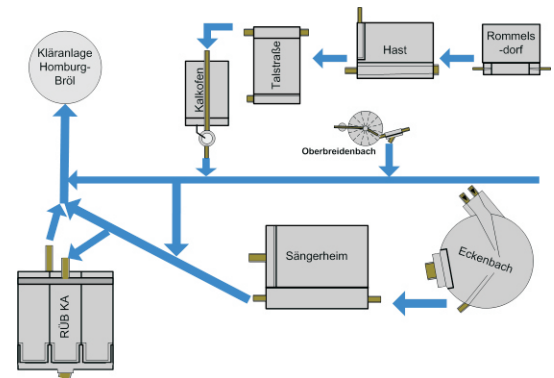 Kläranlage
Homburg-
Bröl
Kalkofen
Talstraße
Hast
Rommels
-dorf
Oberbreidenbach
Sängerheim
Eckenbach
RÜB KA